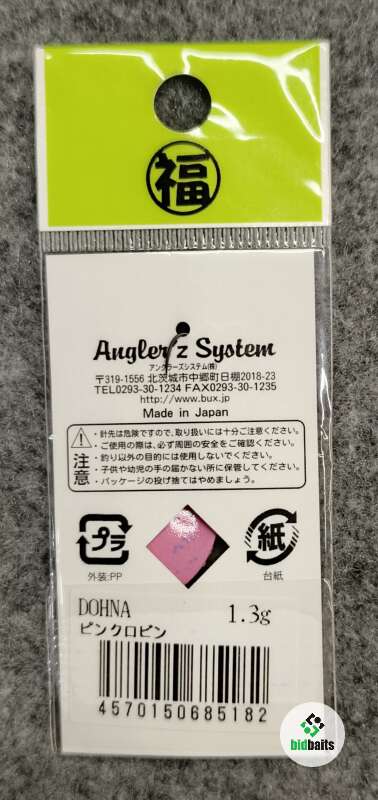 福
Angler'z System
アングラーズシステム(株)
〒319-1556 北茨城市中郷町日棚2018-23
TEL0293-30-1234 FAX0293-30-1235
http://www.bux.jp
Made in Japan
注意
・針先は危険ですので、取り扱いには十分ご注意ください。
・ご使用の際は、必ず周囲の安全をご確認ください。
・釣り以外の目的には使用しないでください。
・子供や幼児の手の届かない所に保管してください。
・パッケージの投げ捨てはやめましょう。
プラ
紙
外装:PP
台紙
DOHNA 1.3g
ピンクロピン
4570150685182
bidbaits